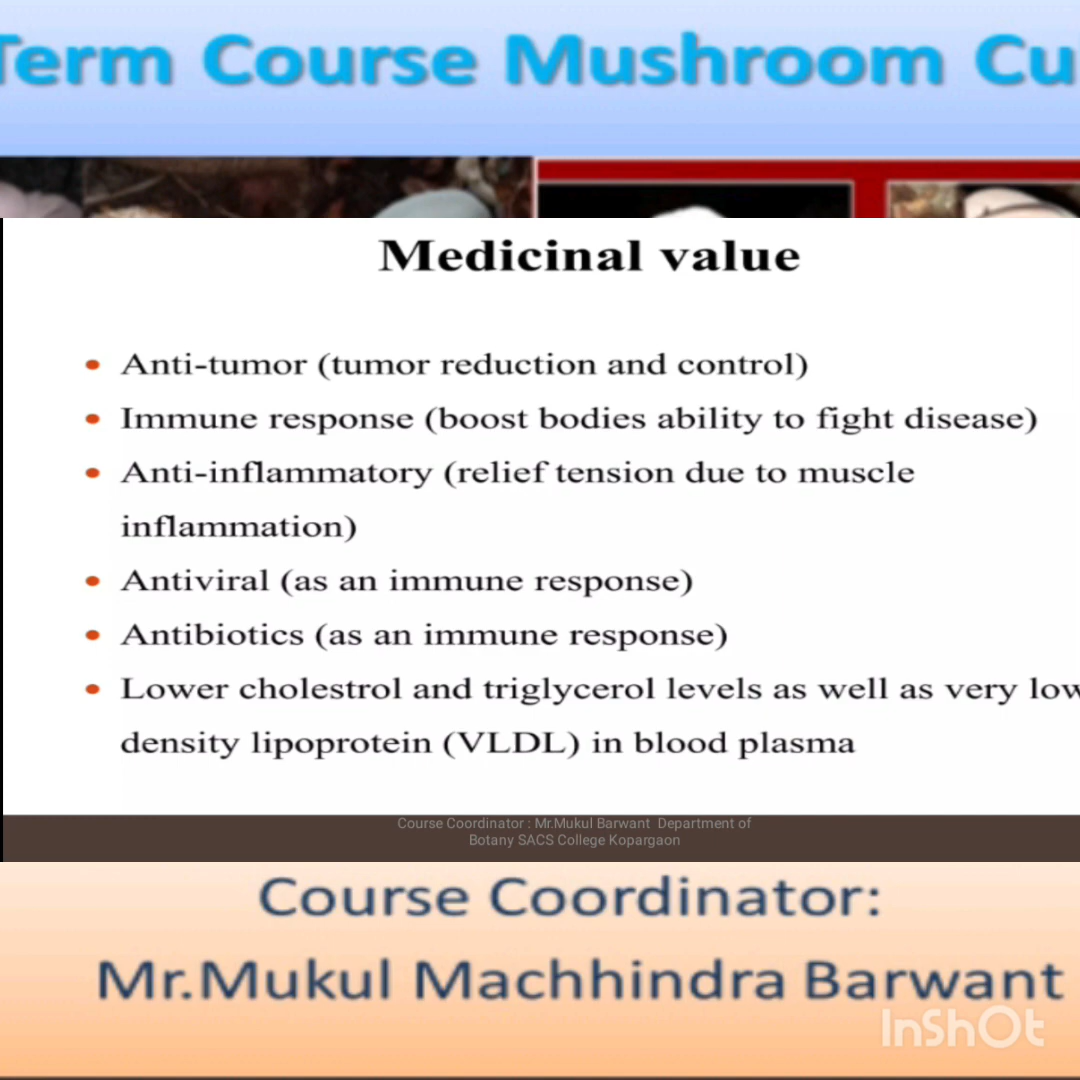 Term Course Mushroom Cu
Medicinal value
• Anti-tumor (tumor reduction and control)
• Immune response (boost bodies ability to fight disease)
• Anti-inflammatory (relief tension due to muscle
inflammation)
• Antiviral (as an immune response)
• Antibiotics (as an immune response)
• Lower cholestrol and triglycerol levels as well as very low
density lipoprotein (VLDL) in blood plasma
Course Coordinator : Mr.Mukul Barwant Department of
Botany SACS College Kopargaon
Course Coordinator:
Mr.Mukul Machhindra Barwant
InShOt